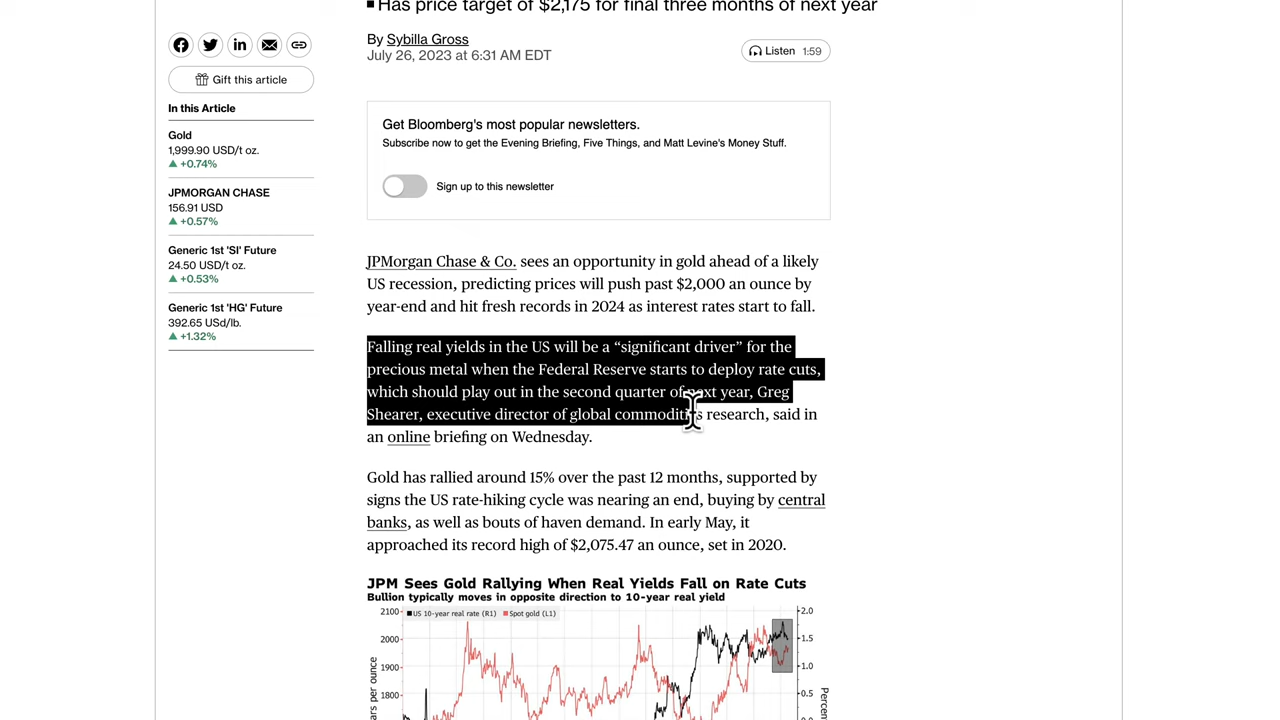 Has price target of $2,175 for final three months of next year
By Sybilla Gross
July 26, 2023 at 6:31 AM EDT
Listen 1:59
Gift this article
In this Article
Gold
1,999.90 USD/t oz.
+0.74%
JPMORGAN CHASE
156.91 USD
+0.57%
Generic 1st 'SI' Future
24.50 USD/t oz.
+0.53%
Generic 1st 'HG' Future
392.65 USd/lb.
+1.32%
Get Bloomberg's most popular newsletters.
Subscribe now to get the Evening Briefing, Five Things, and Matt Levine's Money Stuff.
Sign up to this newsletter
JPMorgan Chase & Co. sees an opportunity in gold ahead of a likely
US recession, predicting prices will push past $2,000 an ounce by
year-end and hit fresh records in 2024 as interest rates start to fall.
Falling real yields in the US will be a “significant driver” for the
precious metal when the Federal Reserve starts to deploy rate cuts,
which should play out in the second quarter of next year, Greg
Shearer, executive director of global commodities research, said in
an online briefing on Wednesday.
Gold has rallied around 15% over the past 12 months, supported by
signs the US rate-hiking cycle was nearing an end, buying by central
banks, as well as bouts of haven demand. In early May, it
approached its record high of $2,075.47 an ounce, set in 2020.
JPM Sees Gold Rallying When Real Yields Fall on Rate Cuts
Bullion typically moves in opposite direction to 10-year real yield
US 10-year real rate (R1) Spot gold (L1)
2100
2000
1900
1800
2.0
1.5
1.0
0.5
per ounce